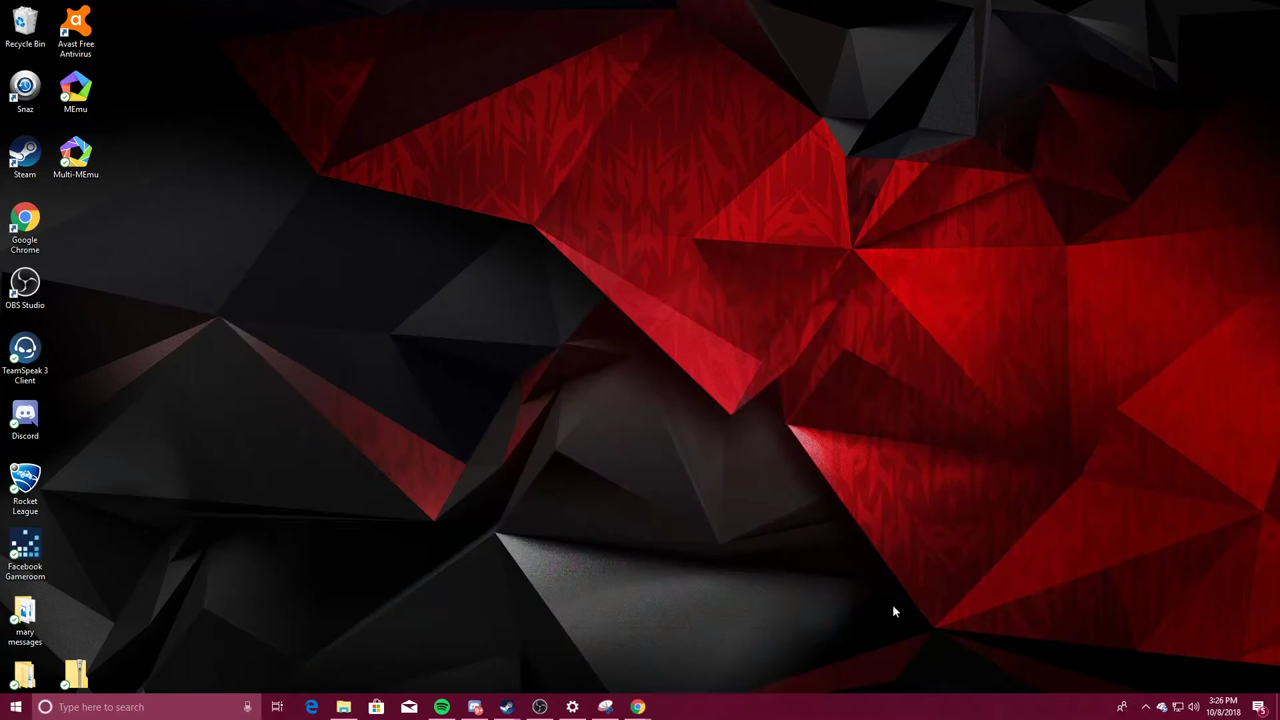 Recycle Bin
Avast Free
Antivirus
Snaz
MEmu
Steam
Multi-MEmu
Google
Chrome
OBS Studio
TeamSpeak 3
Client
Discord
Rocket
League
Facebook
Gameroom
mary
messages
Type here to search
3:26 PM
10/8/2018
5